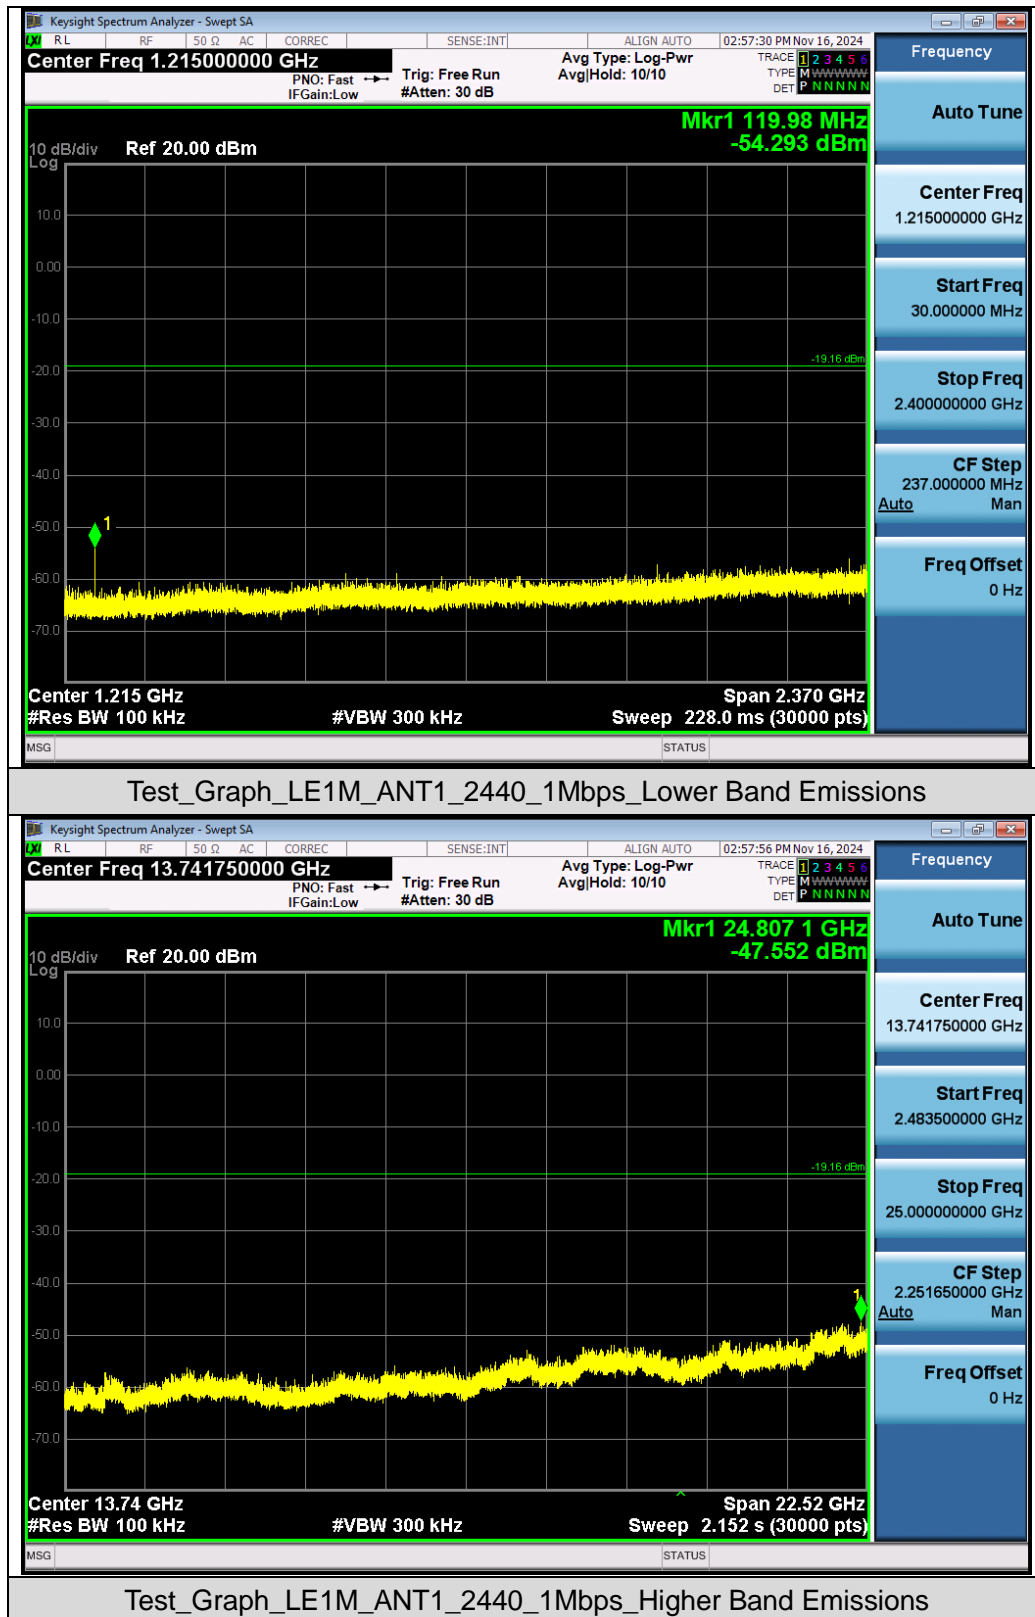 Keysight Spectrum Analyzer - Swept SA
LXI RL RF 50 Ω AC CORREC SENSE:INT ALIGN AUTO 02:57:30 PM Nov 16, 2024
Center Freq 1.215000000 GHz
PNO: Fast
IFGain:Low
Trig: Free Run
#Atten: 30 dB
Avg Type: Log-Pwr
Avg|Hold: 10/10
TRACE 1 2 3 4 5 6
TYPE M WWWWW
DET P N N N N N
Mkr1 119.98 MHz
-54.293 dBm
10 dB/div
Log
Ref 20.00 dBm
10.0
0.00
-10.0
-19.16 dBm
-20.0
-30.0
-40.0
-50.0
1
-60.0
-70.0
Center 1.215 GHz
Span 2.370 GHz
#Res BW 100 kHz
#VBW 300 kHz
Sweep 228.0 ms (30000 pts)
MSG
STATUS
Frequency
Auto Tune
Center Freq
1.215000000 GHz
Start Freq
30.000000 MHz
Stop Freq
2.400000000 GHz
CF Step
237.000000 MHz
Auto Man
Freq Offset
0 Hz
Test_Graph_LE1M_ANT1_2440_1Mbps_Lower Band Emissions
Keysight Spectrum Analyzer - Swept SA
LXI RL RF 50 Ω AC CORREC SENSE:INT ALIGN AUTO 02:57:56 PM Nov 16, 2024
Center Freq 13.741750000 GHz
PNO: Fast
IFGain:Low
Trig: Free Run
#Atten: 30 dB
Avg Type: Log-Pwr
Avg|Hold: 10/10
TRACE 1 2 3 4 5 6
TYPE M WWWWW
DET P N N N N N
Mkr1 24.807 1 GHz
-47.552 dBm
10 dB/div
Log
Ref 20.00 dBm
10.0
0.00
-10.0
-19.16 dBm
-20.0
-30.0
-40.0
1
-50.0
-60.0
-70.0
Center 13.74 GHz
Span 22.52 GHz
#Res BW 100 kHz
#VBW 300 kHz
Sweep 2.152 s (30000 pts)
MSG
STATUS
Frequency
Auto Tune
Center Freq
13.741750000 GHz
Start Freq
2.483500000 GHz
Stop Freq
25.000000000 GHz
CF Step
2.251650000 GHz
Auto Man
Freq Offset
0 Hz
Test_Graph_LE1M_ANT1_2440_1Mbps_Higher Band Emissions